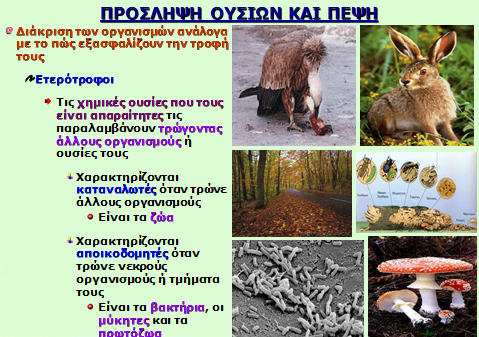 ΠΡΟΣΛΗΨΗ ΟΥΣΙΩΝ ΚΑΙ ΠΕΨΗ
Διάκριση των οργανισμών ανάλογα
με το πώς εξασφαλίζουν την τροφή
τους
Ετερότροφοι
Τις χημικές ουσίες που τους
είναι απαραίτητες τις
παραλαμβάνουν τρώγοντας
άλλους οργανισμούς ή
ουσίες τους
Χαρακτηρίζονται
καταναλωτές όταν τρώνε
άλλους οργανισμούς
Είναι τα ζώα
Χαρακτηρίζονται
αποικοδομητές όταν
τρώνε νεκρούς
οργανισμούς ή τμήματα
τους
Είναι τα βακτήρια, οι
μύκητες και τα
πρωτόζωα